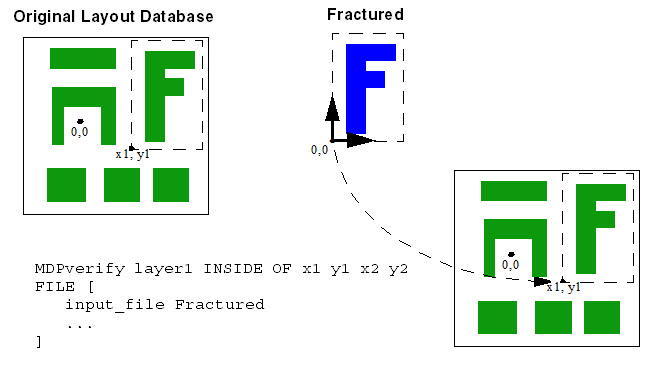 Original Layout Database
Fractured
0,0
x1, y1
0,0
0,0
x1, y1
MDPverify layer1 INSIDE OF x1 y1 x2 y2
FILE [
input_file Fractured
...
]